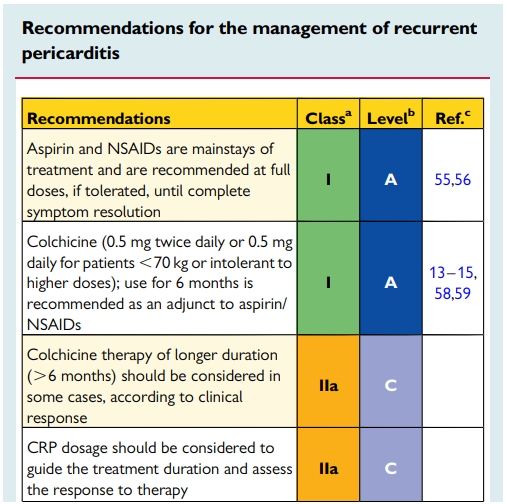 Recommendations for the management of recurrent
pericarditis
Recommendations Classa Levelb Ref.c
Aspirin and NSAIDs are mainstays of
treatment and are recommended at full
doses, if tolerated, until complete
symptom resolution
I A 55,56
Colchicine (0.5 mg twice daily or 0.5 mg
daily for patients <70 kg or intolerant to
higher doses); use for 6 months is
recommended as an adjunct to aspirin/
NSAIDs
I A 13–15,
58,59
Colchicine therapy of longer duration
(>6 months) should be considered in
some cases, according to clinical
response
IIa C
CRP dosage should be considered to
guide the treatment duration and assess
the response to therapy
IIa C